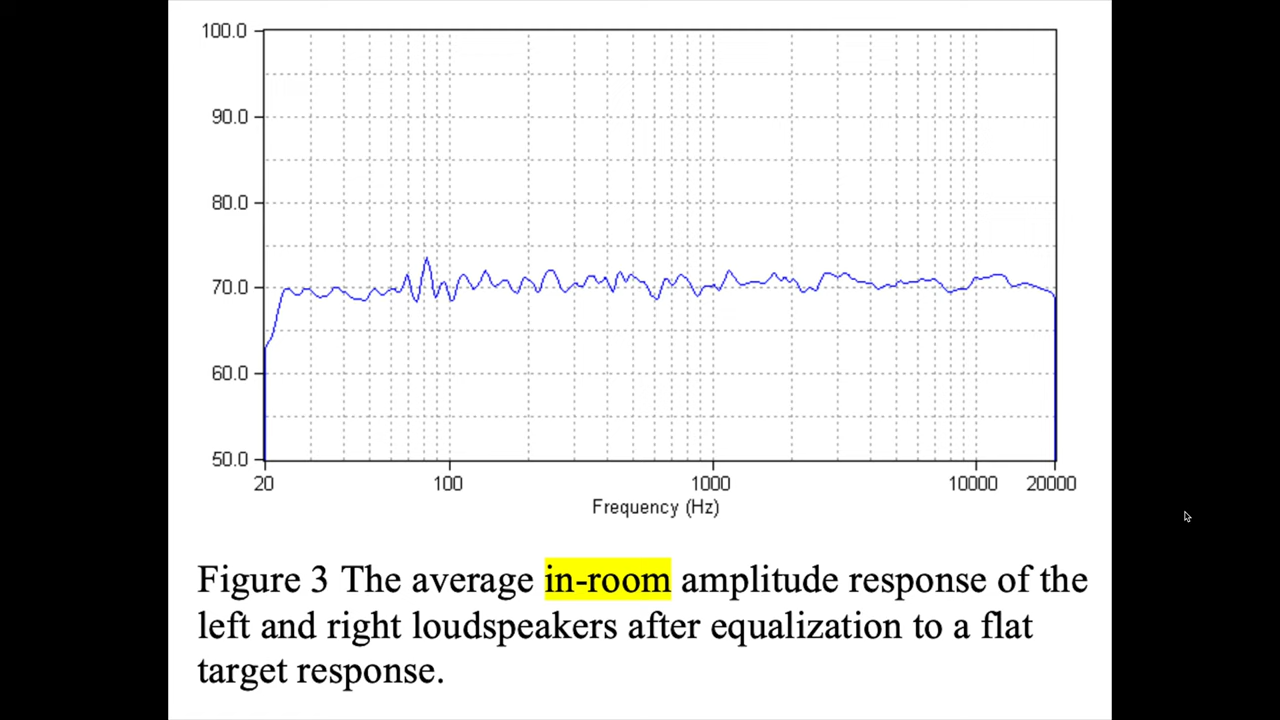 100.0
90.0
80.0
70.0
60.0
50.0
20 100 1000 10000 20000
Frequency (Hz)
Figure 3 The average in-room amplitude response of the
left and right loudspeakers after equalization to a flat
target response.